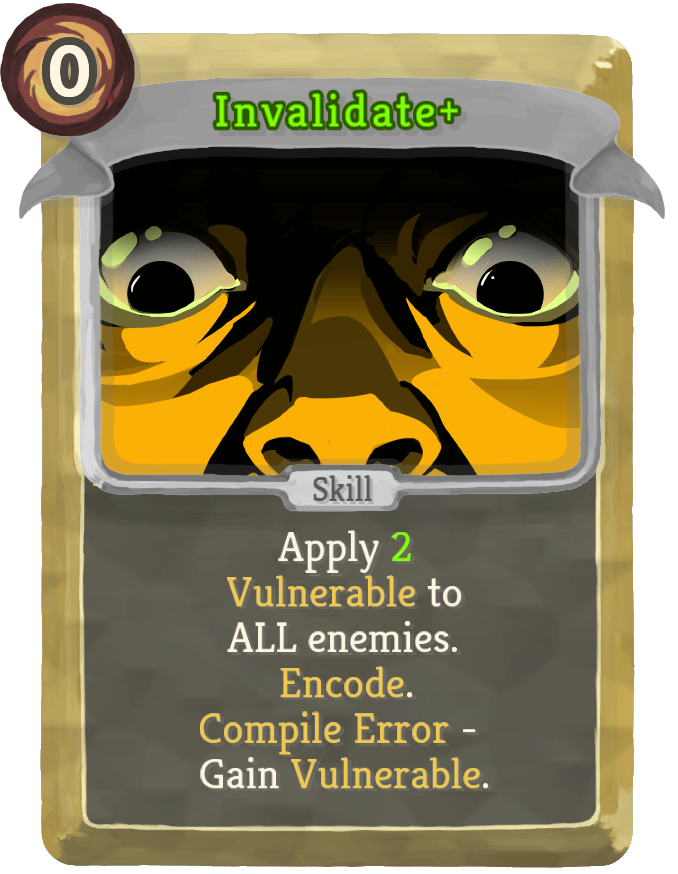 0
Invalidate+
Skill
Apply 2
Vulnerable to
ALL enemies.
Encode.
Compile Error -
Gain Vulnerable.